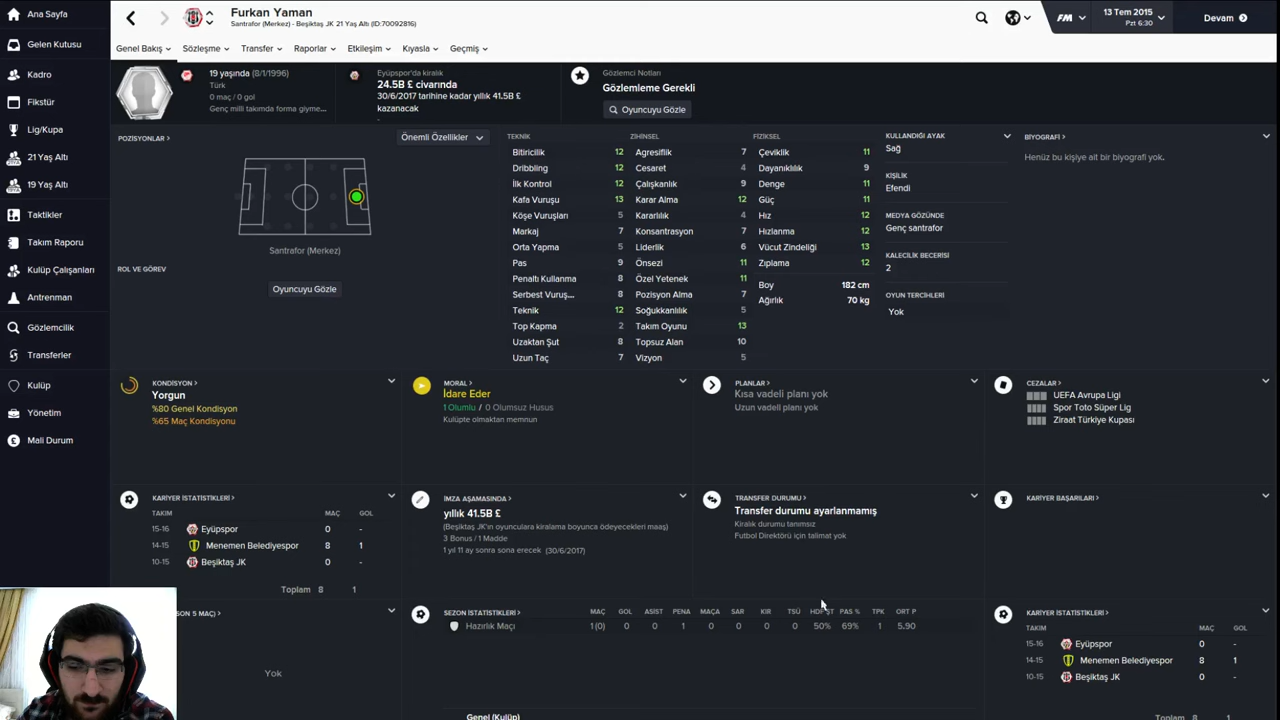 Ana Sayfa
Gelen Kutusu
Kadro
Fikstür
Lig/Kupa
21 Yaş Altı
19 Yaş Altı
Taktikler
Takım Raporu
Kulüp Çalışanları
Antrenman
Gözlemcilik
Transferler
Kulüp
Yönetim
Mali Durum
Furkan Yaman
Santrafor (Merkez) - Beşiktaş JK 21 Yaş Altı (ID:70092816)
FM
13 Tem 2015
Pzt 6:30
Devam
Genel Bakış
Sözleşme
Transfer
Raporlar
Etkileşim
Kıyasla
Geçmiş
19 yaşında (8/1/1996)
Türk
0 maç / 0 gol
Genç milli takımda forma giyme...
Eyüpspor'da kiralık
24.5B £ civarında
30/6/2017 tarihine kadar yıllık 41.5B £
kazanacak
-
Gözlemci Notları
Gözlemleme Gerekli
Oyuncuyu Gözle
POZİSYONLAR >
Önemli Özellikler
Santrafor (Merkez)
ROL VE GÖREV
Oyuncuyu Gözle
TEKNİK
Bitiricilik 12
Dribbling 12
İlk Kontrol 12
Kafa Vuruşu 13
Köşe Vuruşları 5
Markaj 7
Orta Yapma 5
Pas 9
Penaltı Kullanma 8
Serbest Vuruş... 8
Teknik 12
Top Kapma 2
Uzaktan Şut 8
Uzun Taç 7
ZİHİNSEL
Agresiflik 7
Cesaret 4
Çalışkanlık 9
Karar Alma 12
Kararlılık 4
Konsantrasyon 7
Liderlik 6
Önsezi 11
Özel Yetenek 11
Pozisyon Alma 7
Soğukkanlılık 5
Takım Oyunu 13
Topsuz Alan 10
Vizyon 5
FİZİKSEL
Çeviklik 11
Dayanıklılık 9
Denge 11
Güç 11
Hız 12
Hızlanma 12
Vücut Zindeliği 13
Zıplama 12
Boy 182 cm
Ağırlık 70 kg
KULLANDIĞI AYAK
Sağ
KİŞİLİK
Efendi
MEDYA GÖZÜNDE
Genç santrafor
KALECİLİK BECERİSİ
2
OYUN TERCİHLERİ
Yok
BİYOGRAFİ >
Henüz bu kişiye ait bir biyografi yok.
KONDİSYON >
Yorgun
%80 Genel Kondisyon
%65 Maç Kondisyonu
MORAL >
İdare Eder
1 Olumlu / 0 Olumsuz Husus
Kulüpte olmaktan memnun
PLANLAR >
Kısa vadeli planı yok
Uzun vadeli planı yok
CEZALAR >
UEFA Avrupa Ligi
Spor Toto Süper Lig
Ziraat Türkiye Kupası
KARİYER İSTATİSTİKLERİ >
TAKIM MAÇ GOL
15-16 Eyüpspor 0 -
14-15 Menemen Belediyespor 8 1
10-15 Beşiktaş JK 0 -
Toplam 8 1
İMZA AŞAMASINDA >
yıllık 41.5B £
(Beşiktaş JK'ın oyunculara kiralama boyunca ödeyecekleri maaş)
3 Bonus / 1 Madde
1 yıl 11 ay sonra sona erecek (30/6/2017)
TRANSFER DURUMU >
Transfer durumu ayarlanmamış
Kiralık durumu tanımsız
Futbol Direktörü için talimat yok
KARİYER BAŞARILARI >
SON 5 MAÇ) >
Yok
SEZON İSTATİSTİKLERİ >
MAÇ GOL ASİST PENA MAÇA SAR KIR TSÜ PAS % TPK ORT P
Hazırlık Maçı 1 (0) 0 0 1 0 0 0 0 50% 69% 1 5.90
Genel (Kulüp)
KARİYER İSTATİSTİKLERİ >
TAKIM MAÇ GOL
15-16 Eyüpspor 0 -
14-15 Menemen Belediyespor 8 1
10-15 Beşiktaş JK 0 -
Toplam 8 1